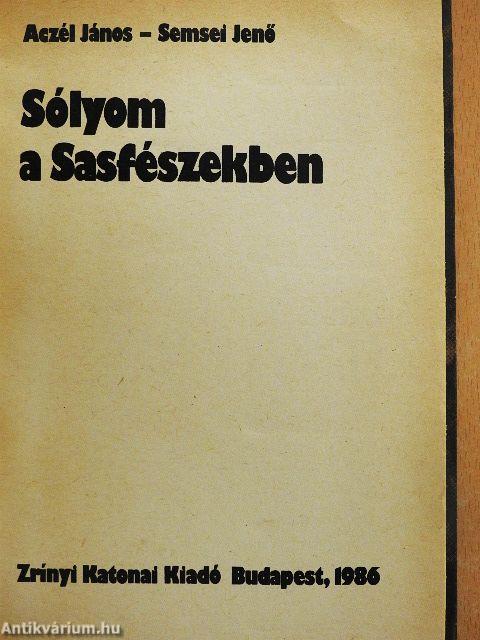 Aczél János – Semsei Jenő
Sólyom
a Sasfészekben
Zrínyi Katonai Kiadó Budapest, 1986
Antikvárium.hu